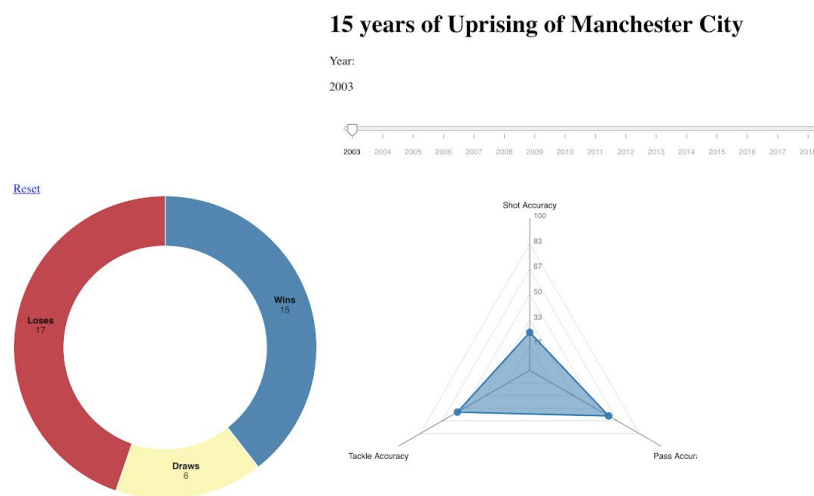 15 years of Uprising of Manchester City
Year:
2003
2003 2004 2005 2006 2007 2008 2009 2010 2011 2012 2013 2014 2015 2016 2017 2018
Reset
Shot Accuracy
100
83
67
50
33
17
Wins
15
Loses
17
Draws
6
Tackle Accuracy
Pass Accur